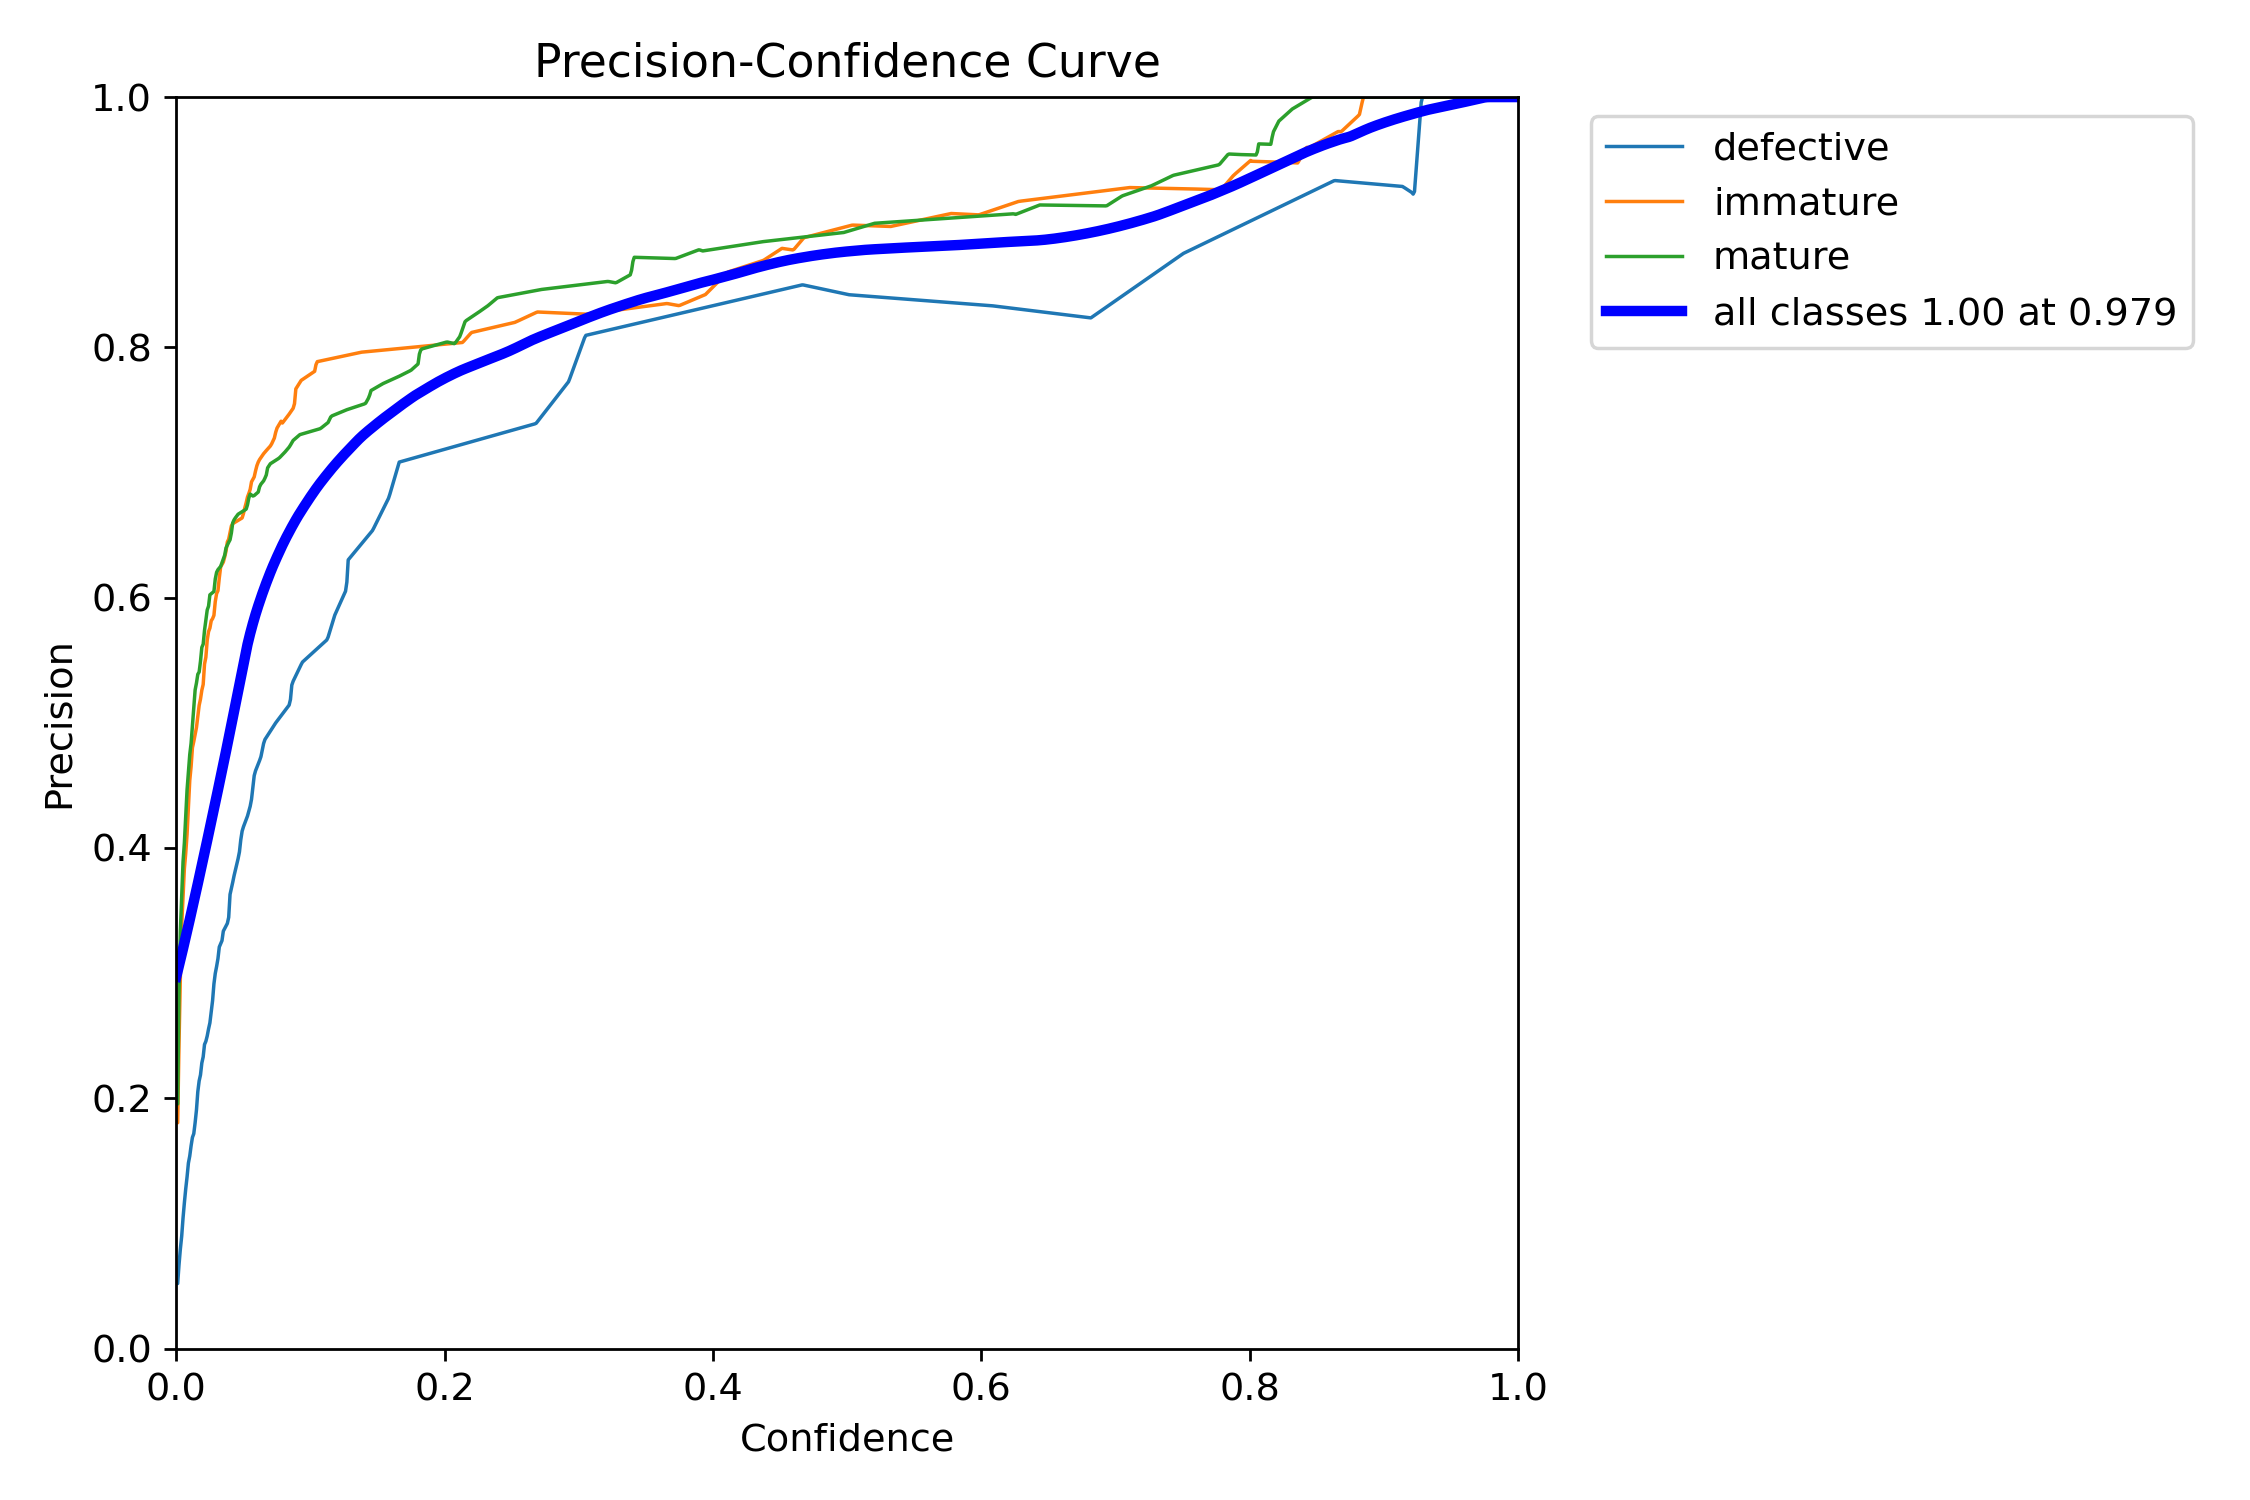 Precision-Confidence Curve
1.0
0.8
0.6
0.4
0.2
0.0
Precision
0.0 0.2 0.4 0.6 0.8 1.0
Confidence
defective
immature
mature
all classes 1.00 at 0.979